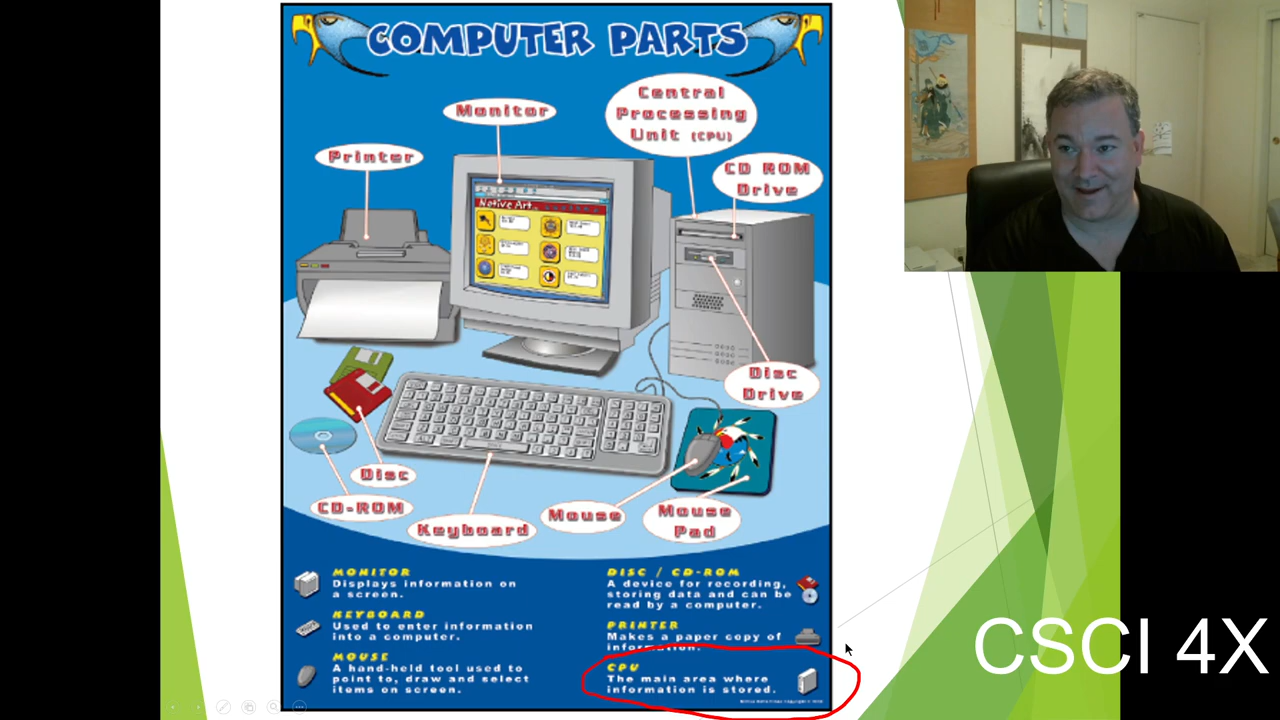 COMPUTER PARTS
Central
Processing
Unit (CPU)
Monitor
Printer
CD ROM
Drive
Native Art
Disc
Drive
Disc
CD-ROM
Keyboard
Mouse
Mouse
Pad
MONITOR
Displays information on
a screen.
KEYBOARD
Used to enter information
into a computer.
MOUSE
A hand-held tool used to
point to, draw and select
items on screen.
DISC / CD-ROM
A device for recording,
storing data and can be
read by a computer.
PRINTER
Makes a paper copy of
information.
CPU
The main area where
information is stored.
CSCI 4X